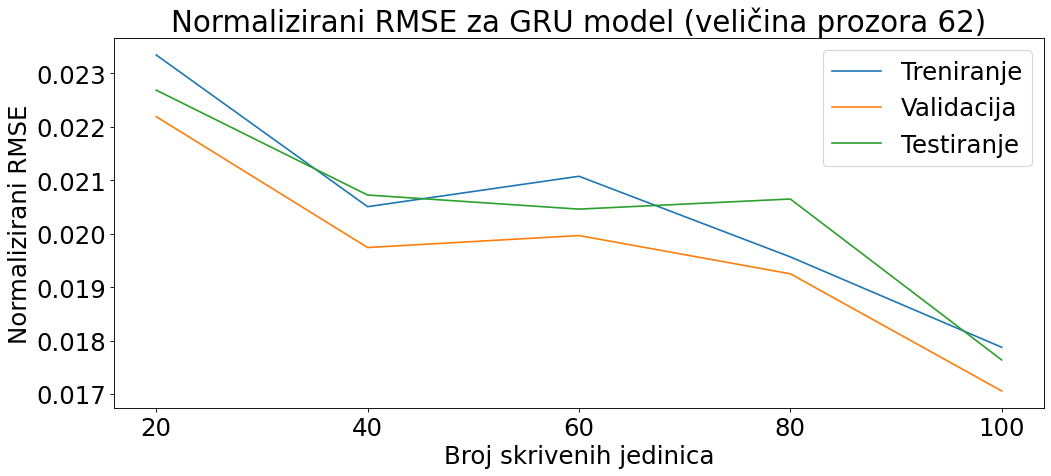 Normalizirani RMSE za GRU model (veličina prozora 62)
Treniranje
Validacija
Testiranje
Normalizirani RMSE
0.023
0.022
0.021
0.020
0.019
0.018
0.017
20 40 60 80 100
Broj skrivenih jedinica